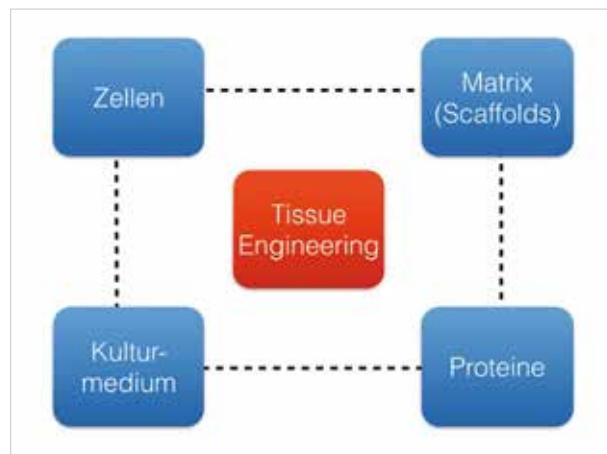 Zellen
Matrix
(Scaffolds)
Tissue
Engineering
Kultur-
medium
Proteine